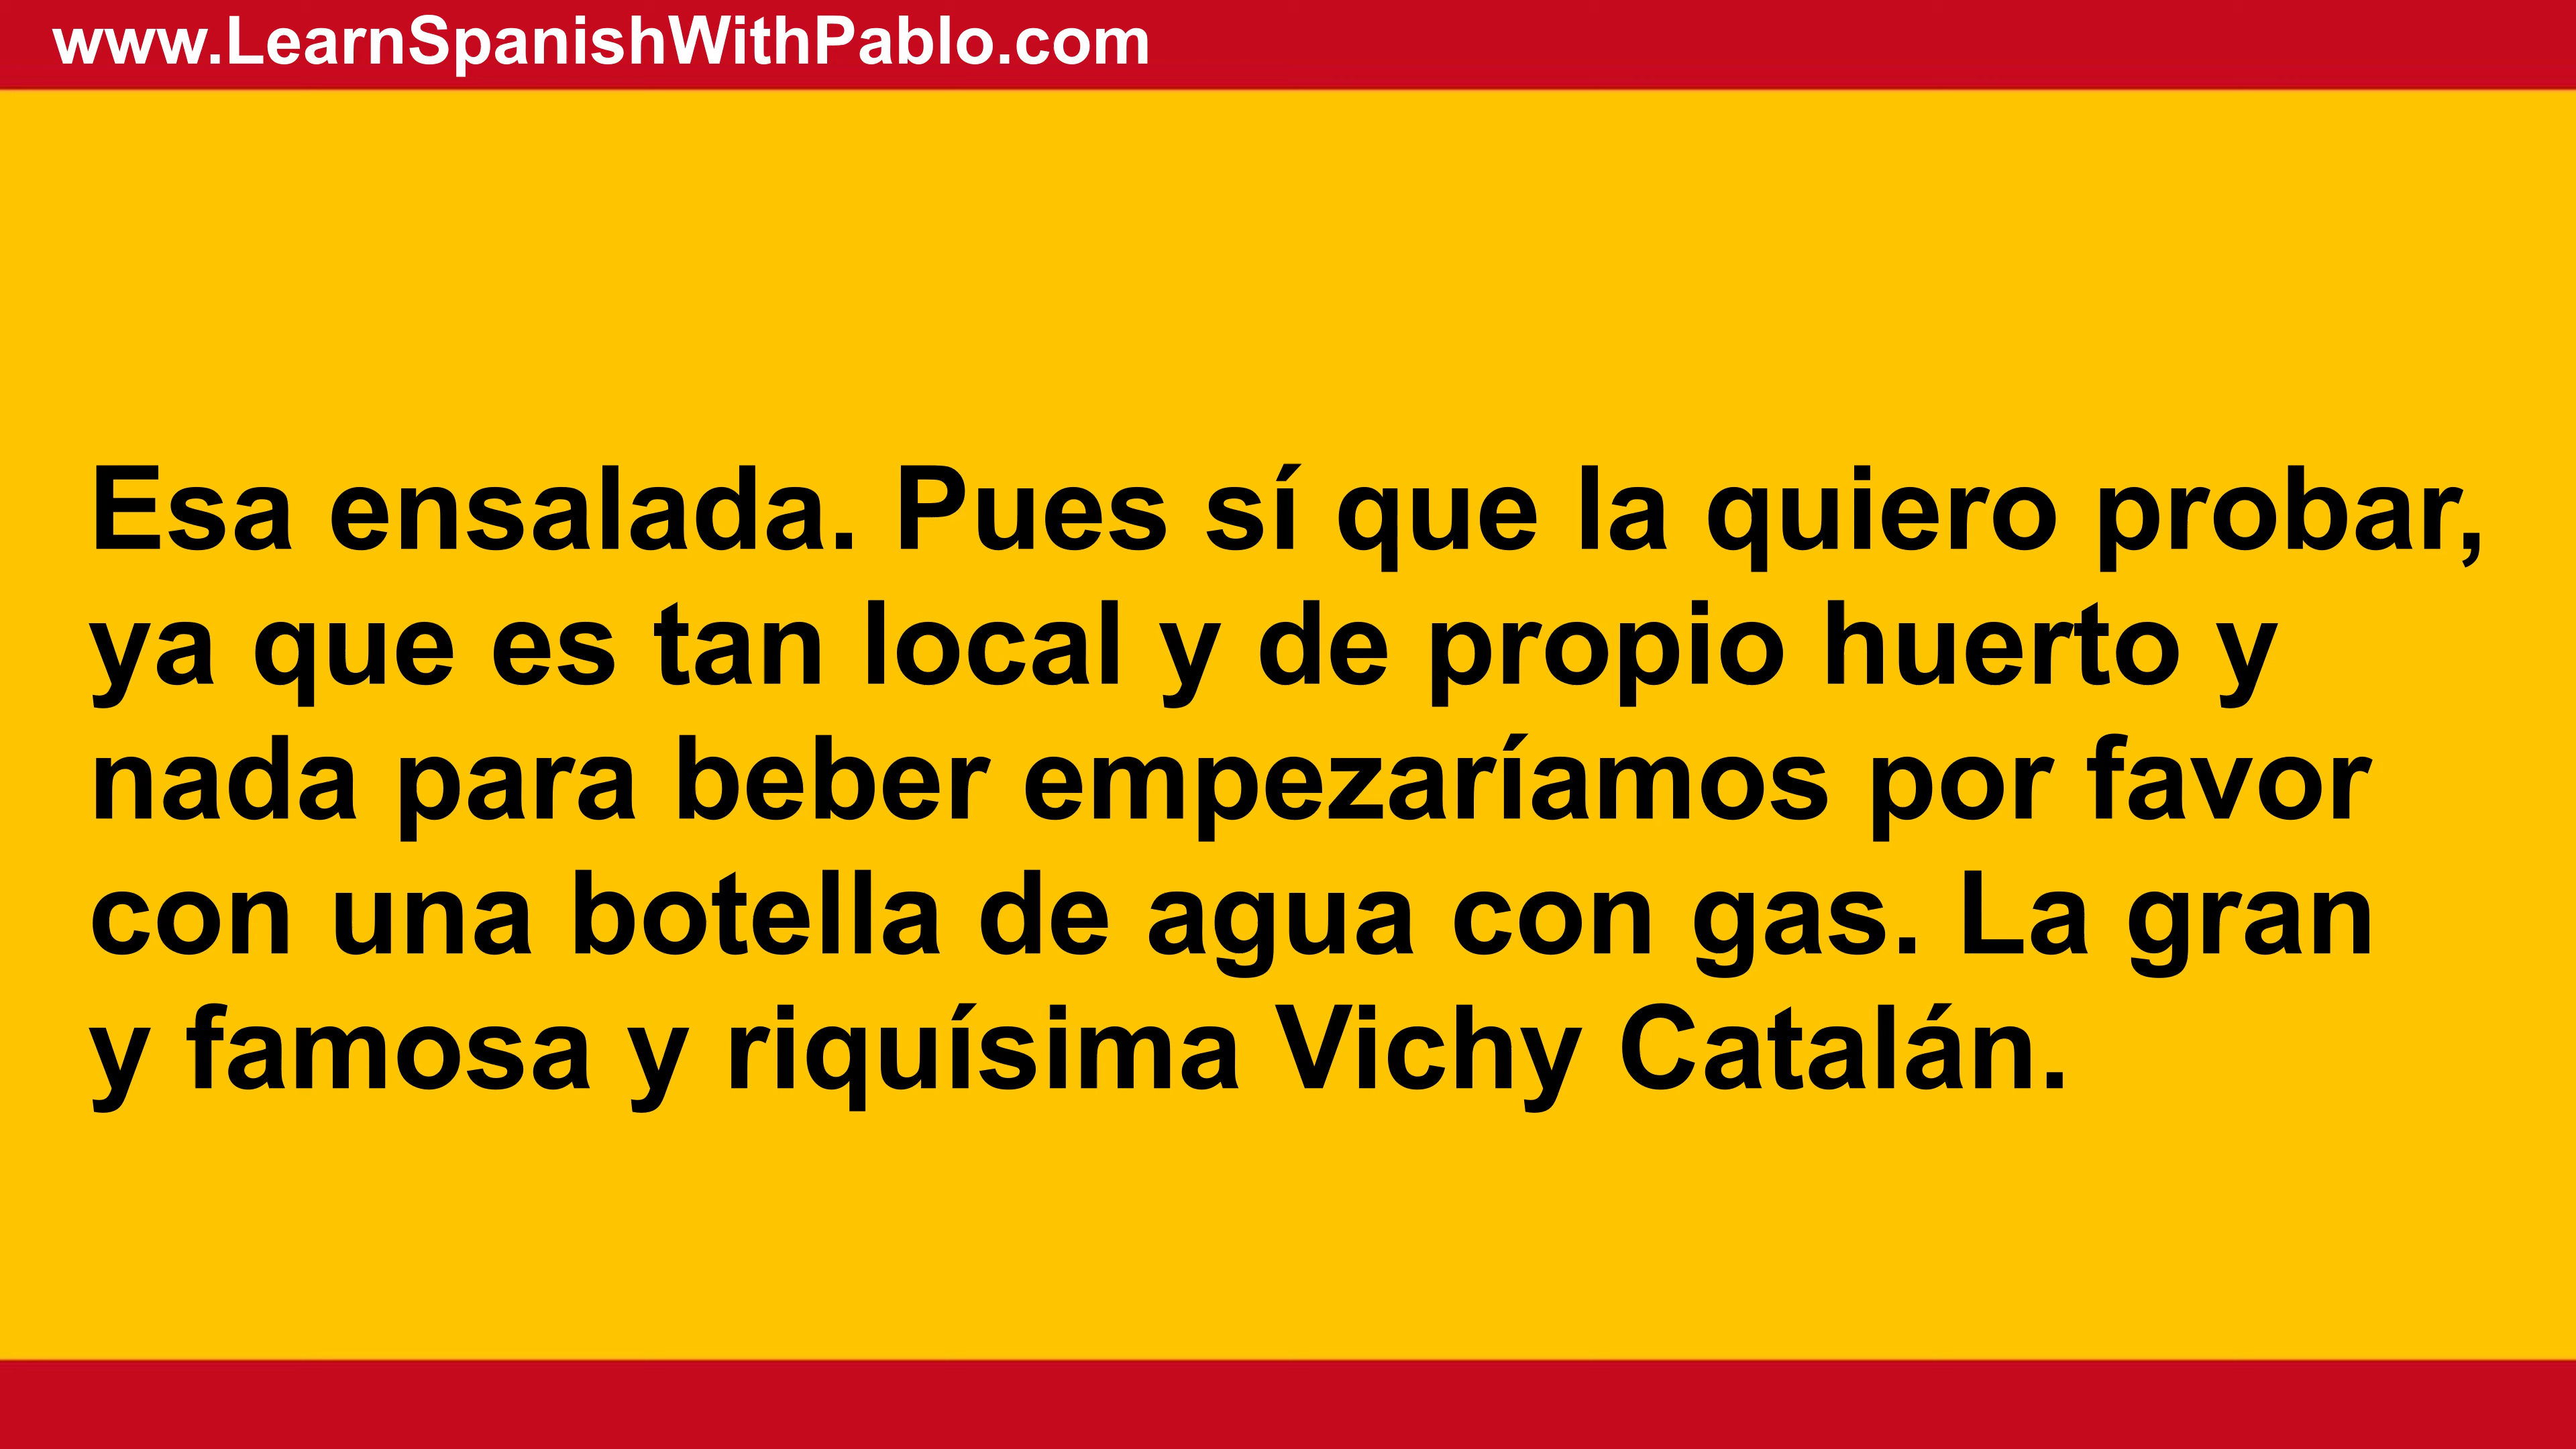 www.LearnSpanishWithPablo.com
Esa ensalada. Pues sí que la quiero probar,
ya que es tan local y de propio huerto y
nada para beber empezaríamos por favor
con una botella de agua con gas. La gran
y famosa y riquísima Vichy Catalán.